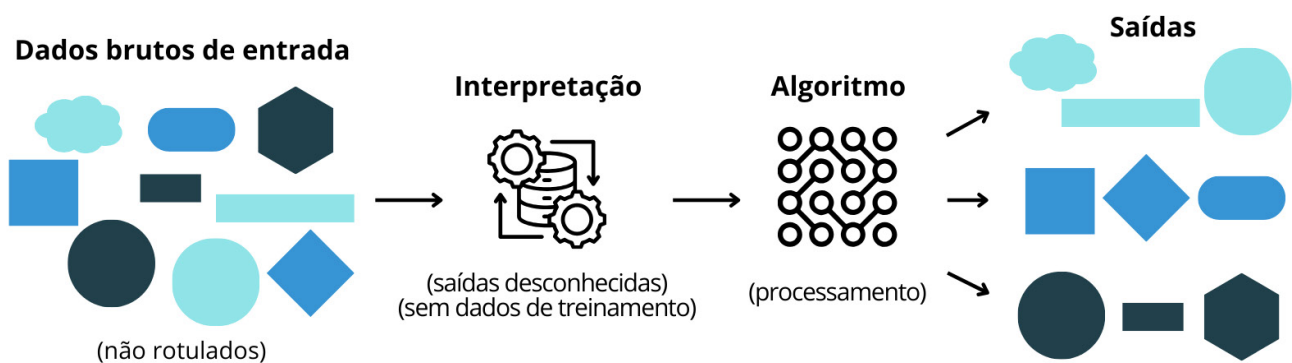 Dados brutos de entrada
(não rotulados)
Interpretação
(saídas desconhecidas)
(sem dados de treinamento)
Algoritmo
(processamento)
Saídas